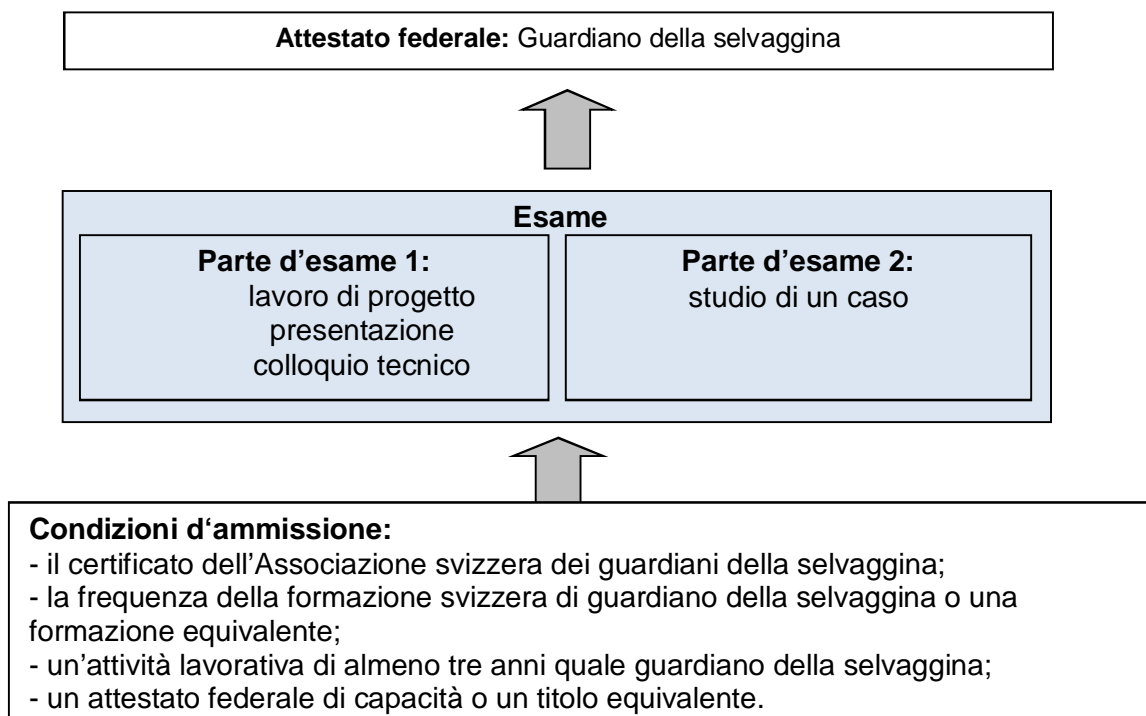 Attestato federale: Guardiano della selvaggina
Esame
Parte d’esame 1:
lavoro di progetto
presentazione
colloquio tecnico
Parte d’esame 2:
studio di un caso
Condizioni d‘ammissione:
- il certificato dell’Associazione svizzera dei guardiani della selvaggina;
- la frequenza della formazione svizzera di guardiano della selvaggina o una
formazione equivalente;
- un’attività lavorativa di almeno tre anni quale guardiano della selvaggina;
- un attestato federale di capacità o un titolo equivalente.